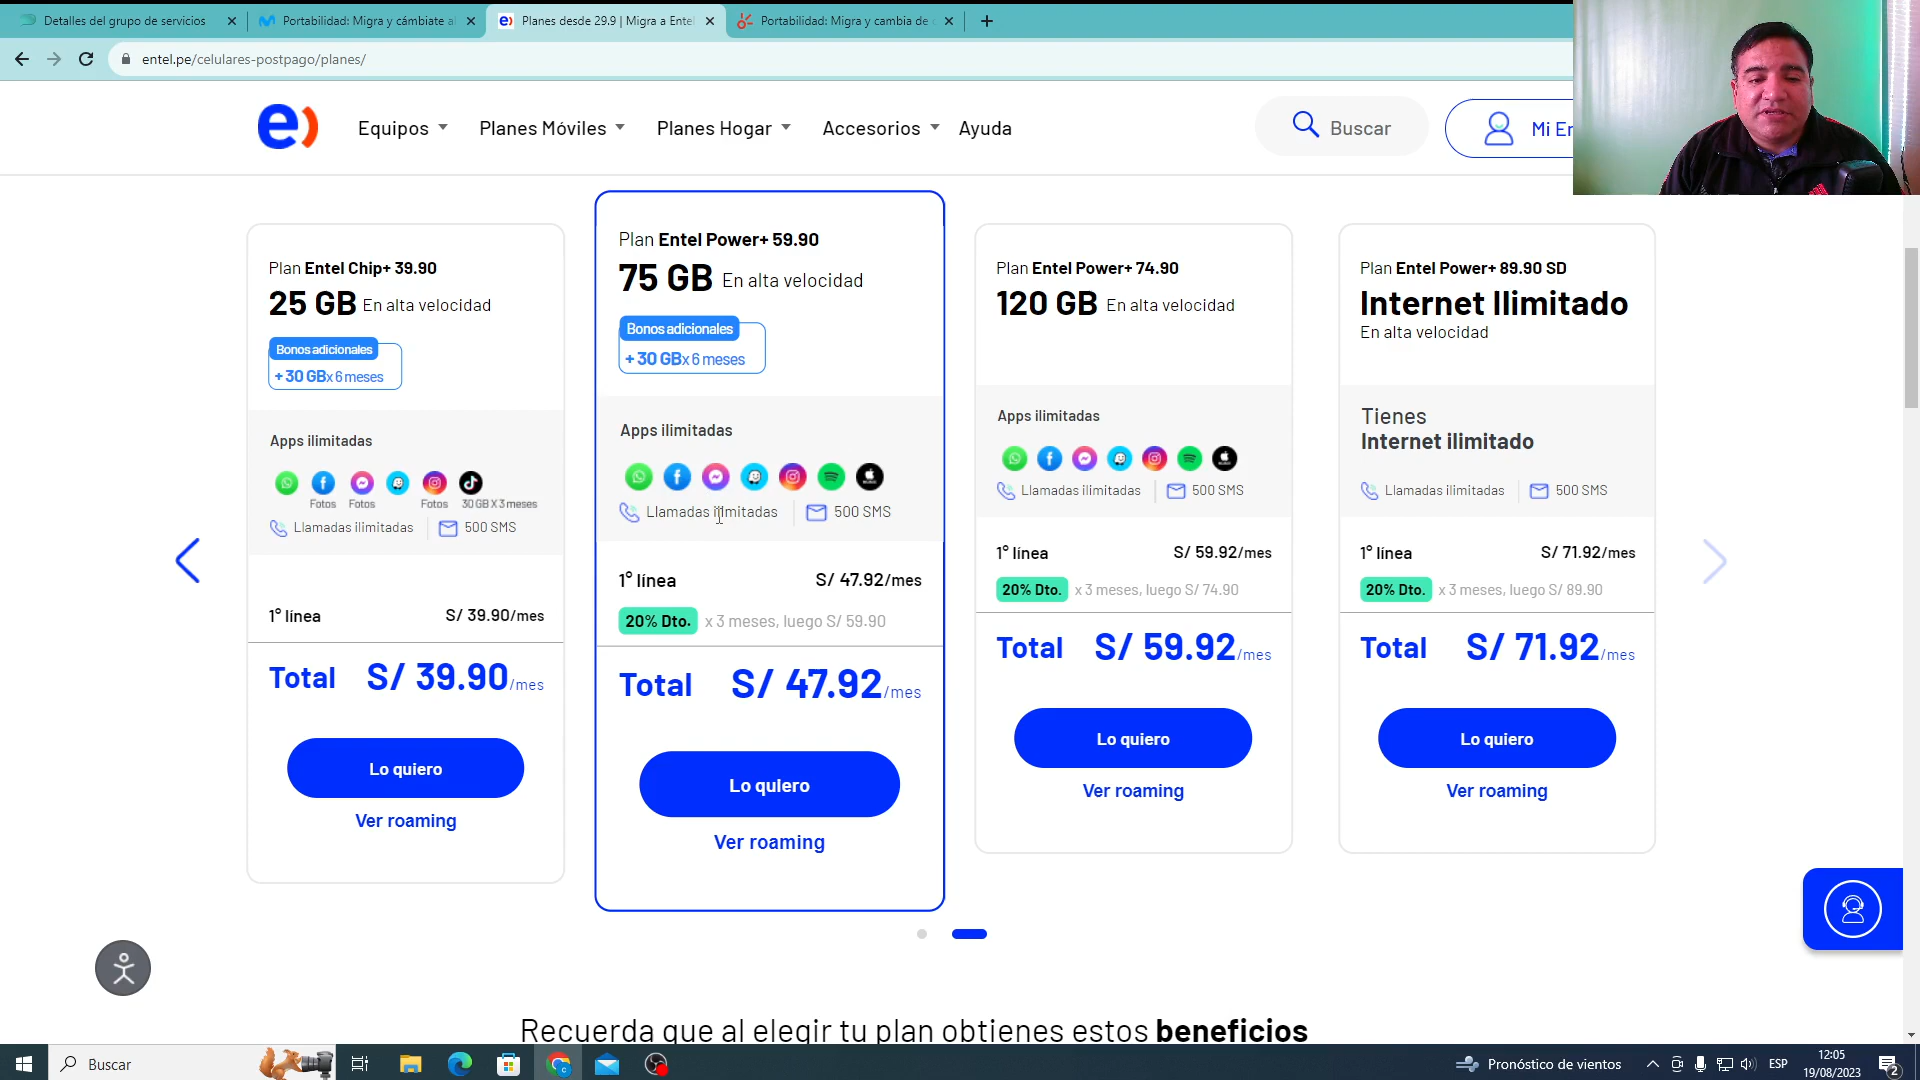 Detalles del grupo de servicios
Portabilidad: Migra y cámbiate al
Planes desde 29.9 | Migra a Entel
Portabilidad: Migra y cambia de
entel.pe/celulares-postpago/planes/
e)
Equipos
Planes Móviles
Planes Hogar
Accesorios
Ayuda
Buscar
Mi En
Plan Entel Chip+ 39.90
25 GB En alta velocidad
Bonos adicionales
+ 30 GB x 6 meses
Apps ilimitadas
Fotos Fotos Fotos 30 GB X 3 meses
Llamadas ilimitadas 500 SMS
1° línea S/ 39.90/mes
Total S/ 39.90/mes
Lo quiero
Ver roaming
Plan Entel Power+ 59.90
75 GB En alta velocidad
Bonos adicionales
+ 30 GB x 6 meses
Apps ilimitadas
Llamadas ilimitadas 500 SMS
1° línea S/ 47.92/mes
20% Dto. x 3 meses, luego S/ 59.90
Total S/ 47.92/mes
Lo quiero
Ver roaming
Plan Entel Power+ 74.90
120 GB En alta velocidad
Apps ilimitadas
Llamadas ilimitadas 500 SMS
1° línea S/ 59.92/mes
20% Dto. x 3 meses, luego S/ 74.90
Total S/ 59.92/mes
Lo quiero
Ver roaming
Plan Entel Power+ 89.90 SD
Internet Ilimitado
En alta velocidad
Tienes
Internet ilimitado
Llamadas ilimitadas 500 SMS
1° línea S/ 71.92/mes
20% Dto. x 3 meses, luego S/ 89.90
Total S/ 71.92/mes
Lo quiero
Ver roaming
Recuerda que al elegir tu plan obtienes estos beneficios
Buscar
Pronóstico de vientos
ESP
12:05
19/08/2023
2